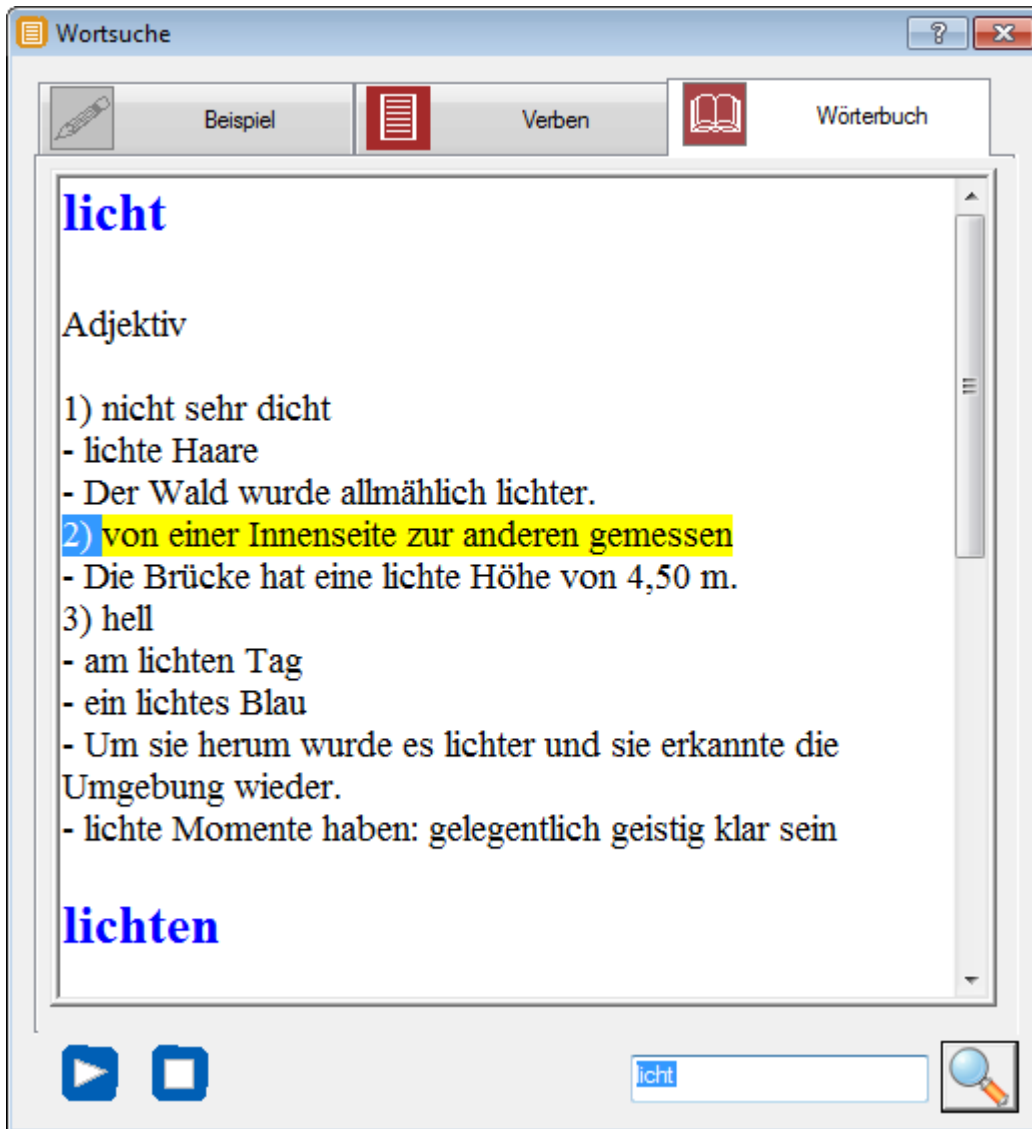 Wortsuche
Beispiel
Verben
Wörterbuch
licht
Adjektiv
1) nicht sehr dicht
- lichte Haare
- Der Wald wurde allmählich lichter.
2) von einer Innenseite zur anderen gemessen
- Die Brücke hat eine lichte Höhe von 4,50 m.
3) hell
- am lichten Tag
- ein lichtes Blau
- Um sie herum wurde es lichter und sie erkannte die
Umgebung wieder.
- lichte Momente haben: gelegentlich geistig klar sein
lichten
licht